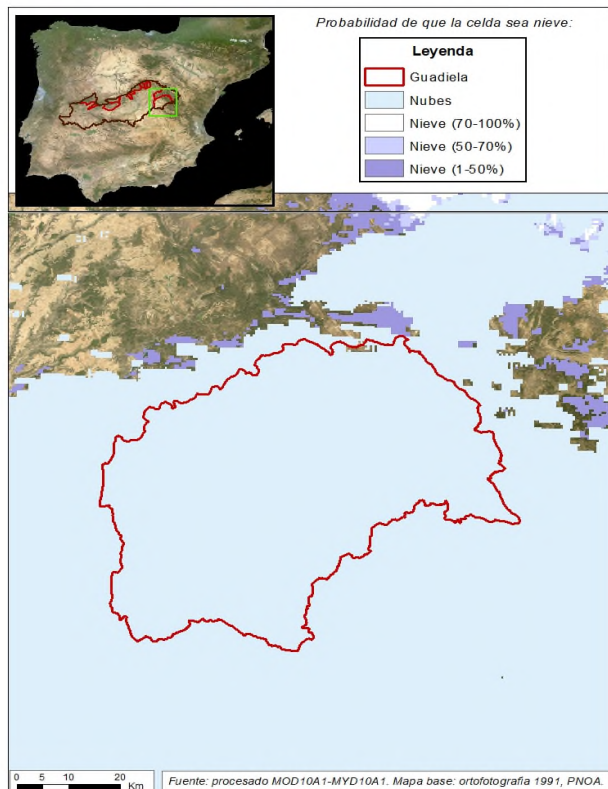 Probabilidad de que la celda sea nieve:
Leyenda
Guadiela
Nubes
Nieve (70-100%)
Nieve (50-70%)
Nieve (1-50%)
0 5 10 20
Km
Fuente: procesado MOD10A1-MYD10A1. Mapa base: ortofotografia 1991, PNOA.